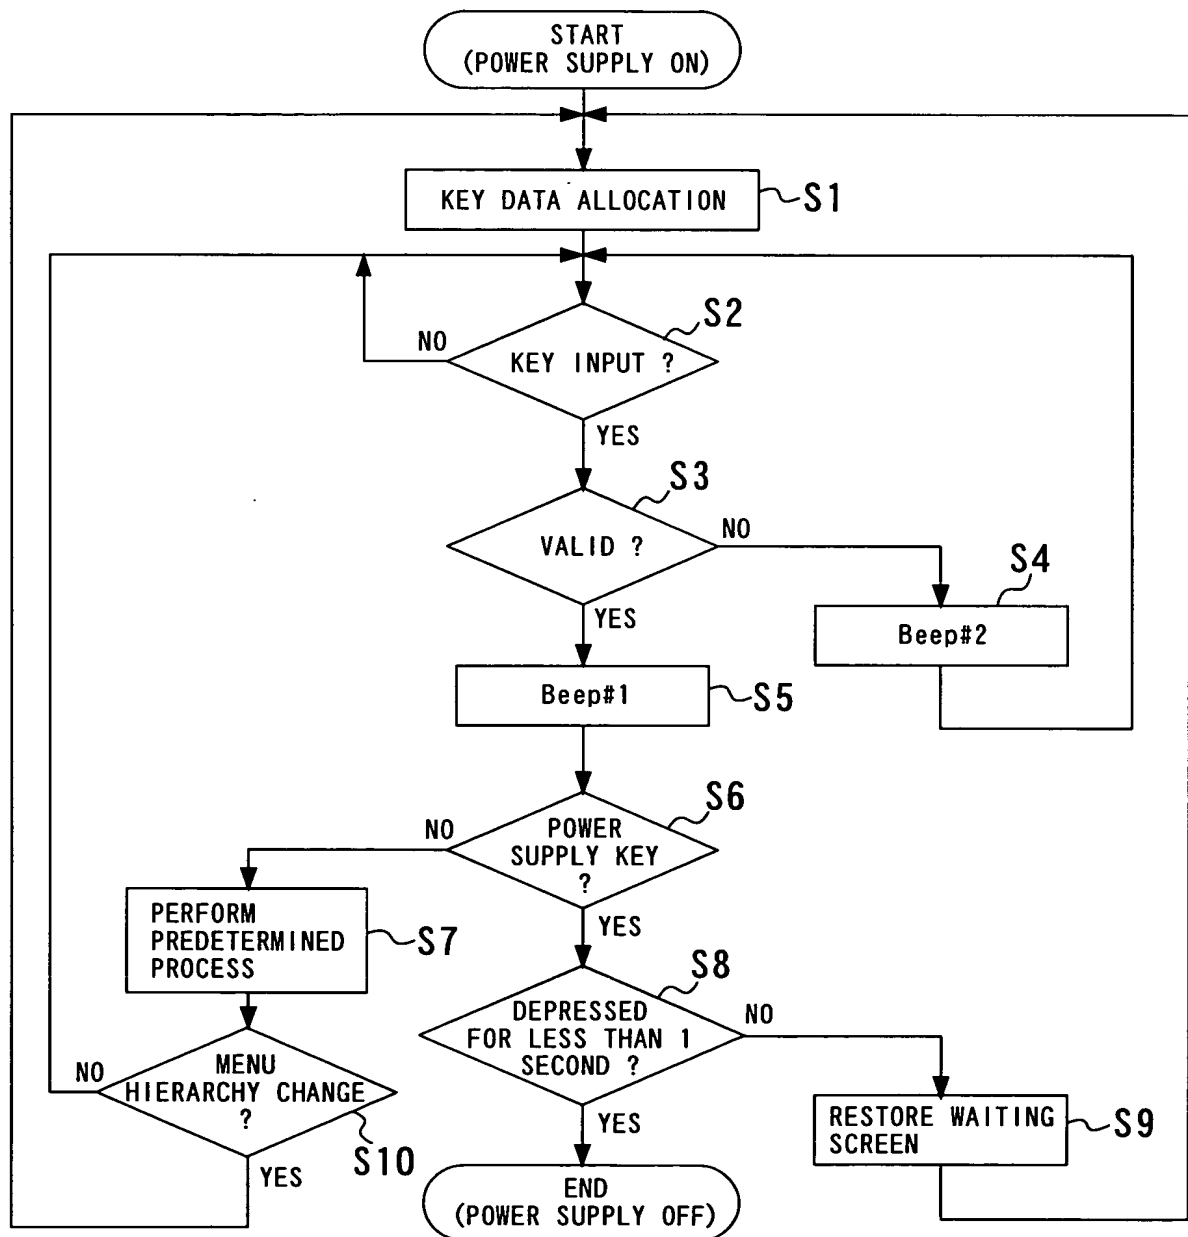 START
(POWER SUPPLY ON)
KEY DATA ALLOCATION
S1
S2
NO
KEY INPUT ?
YES
S3
NO
VALID ?
S4
YES
Beep#2
Beep#1
S5
S6
NO
POWER
SUPPLY KEY
?
YES
PERFORM
PREDETERMINED
PROCESS
S7
S8
DEPRESSED
FOR LESS THAN 1
SECOND ?
NO
MENU
HIERARCHY CHANGE
?
NO
S10
YES
YES
RESTORE WAITING
SCREEN
S9
END
(POWER SUPPLY OFF)